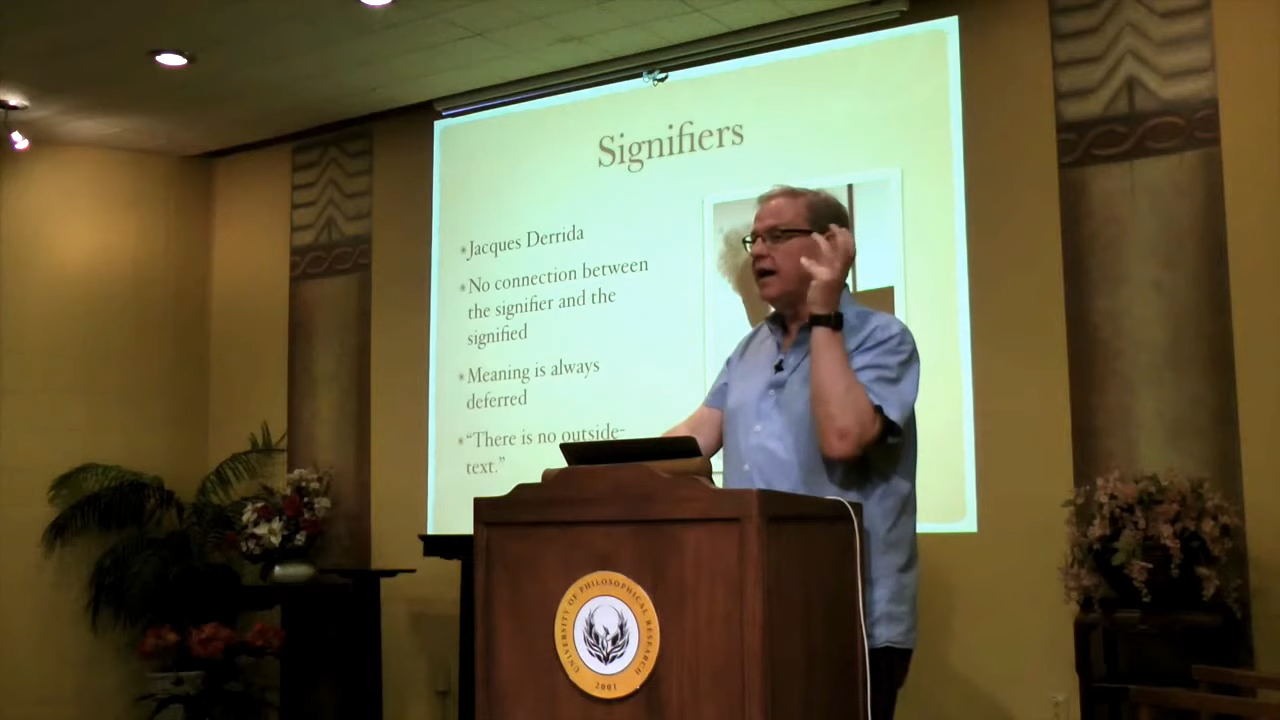 Signifiers
*Jacques Derrida
*No connection between
the signifier and the
signified
*Meaning is always
deferred
*“There is no outside-
text.”
UNIVERSITY OF PHILOSOPHICAL RESEARCH
2001